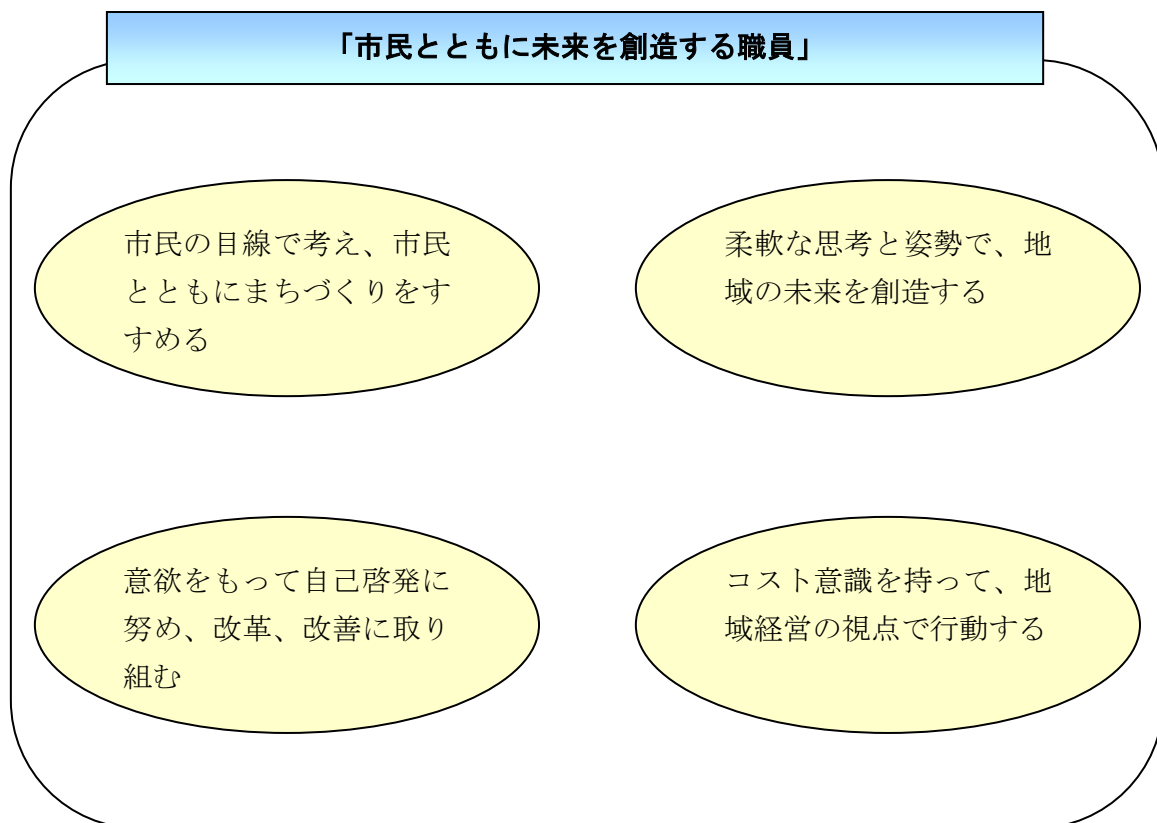 「市民とともに未来を創造する職員」
市民の目線で考え、市民
とともにまちづくりをす
すめる
柔軟な思考と姿勢で、地
域の未来を創造する
意欲をもって自己啓発に
努め、改革、改善に取り
組む
コスト意識を持って、地
域経営の視点で行動する